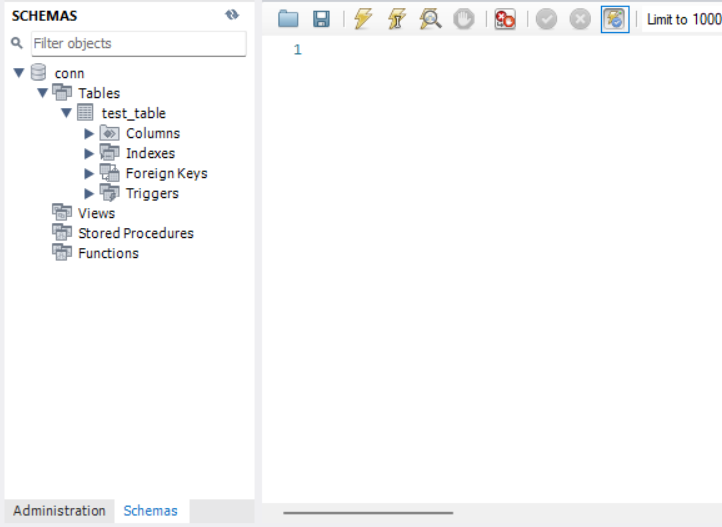 SCHEMAS
Filter objects
conn
Tables
test_table
Columns
Indexes
Foreign Keys
Triggers
Views
Stored Procedures
Functions
Administration Schemas
Limit to 1000
1